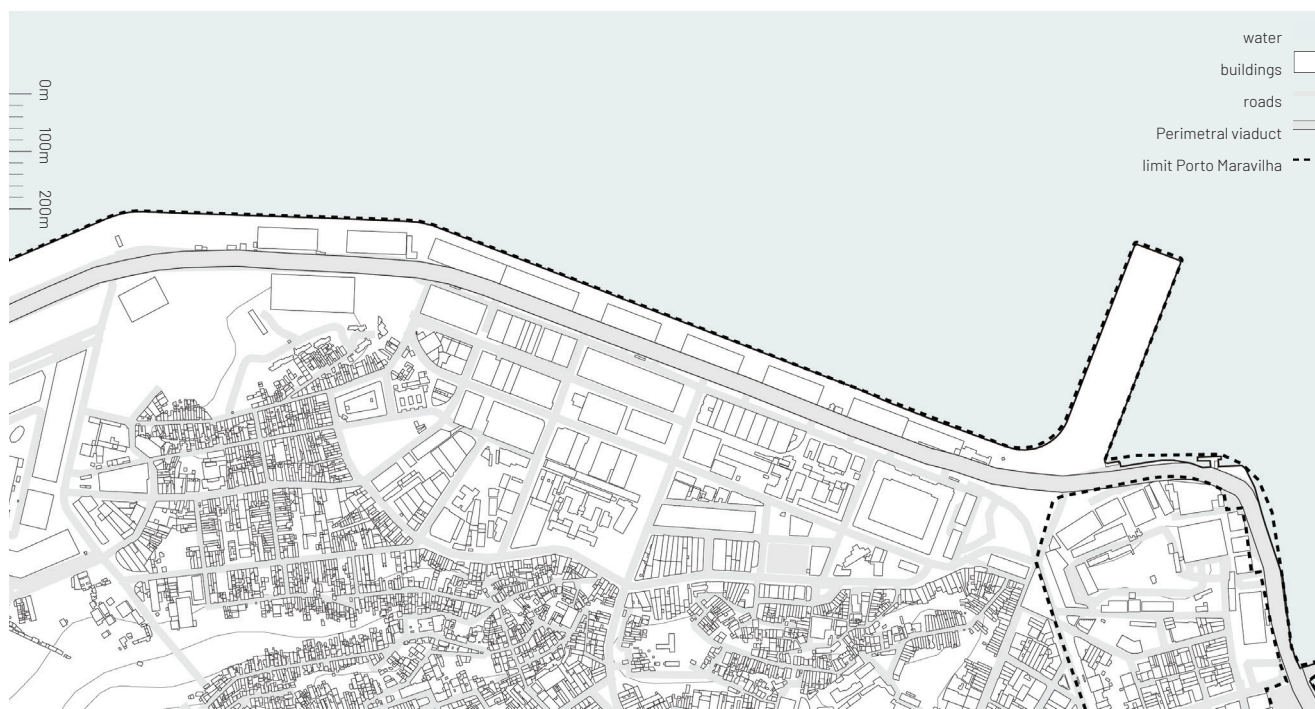 water
buildings
roads
Perimetral viaduct
limit Porto Maravilha
0m
100m
200m